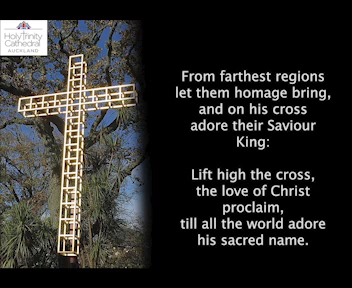 Holy Trinity
Cathedral
AUCKLAND
From farthest regions
let them homage bring,
and on his cross
adore their Saviour
King:
Lift high the cross,
the love of Christ
proclaim,
till all the world adore
his sacred name.